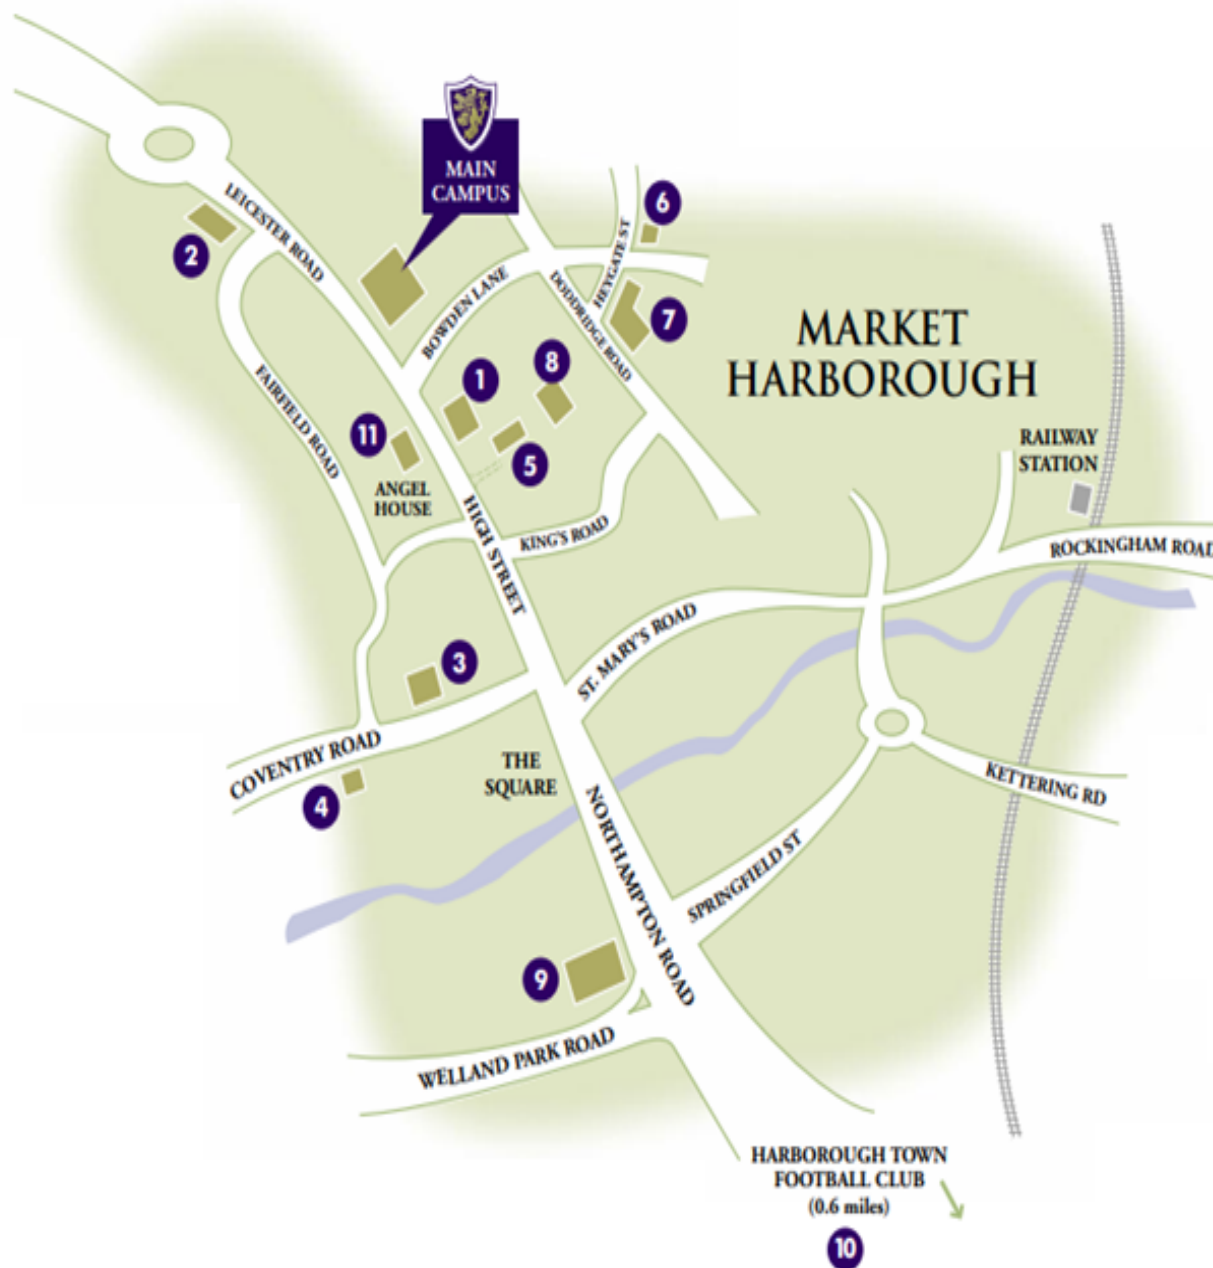 MAIN
CAMPUS
LEICESTER ROAD
2
6
HEYGATE ST
BOWDEN LANE
DODDRIDGE ROAD
7
MARKET
HARBOROUGH
8
1
FAIRFIELD ROAD
11
5
ANGEL
HOUSE
RAILWAY
STATION
HIGH STREET
KING'S ROAD
ROCKINGHAM ROAD
3
ST. MARY'S ROAD
COVENTRY ROAD
THE
SQUARE
4
KETTERING RD
NORTHAMPTON ROAD
SPRINGFIELD ST
9
WELLAND PARK ROAD
HARBOROUGH TOWN
FOOTBALL CLUB
(0.6 miles)
10